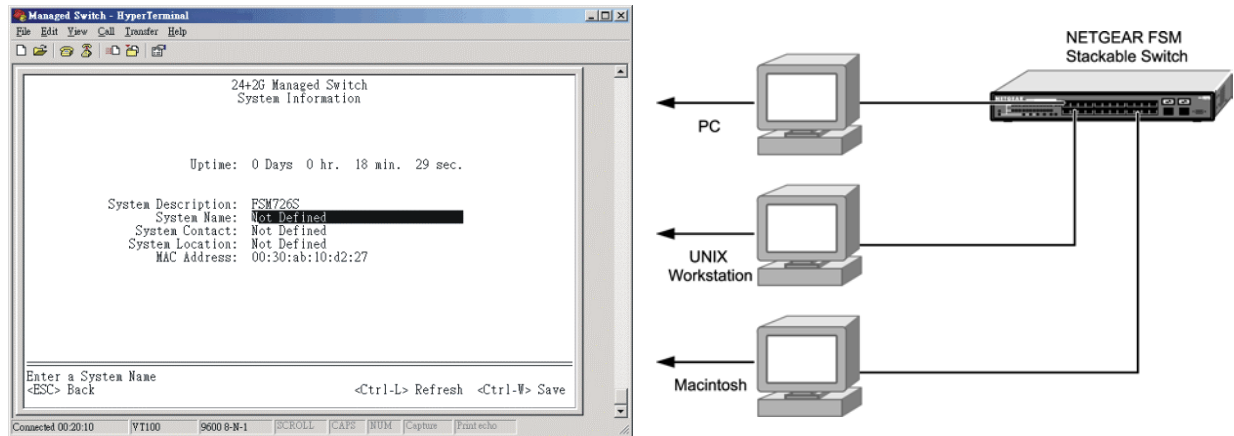 Managed Switch - HyperTerminal
File Edit View Call Transfer Help
24+2G Managed Switch
System Information
Uptime: 0 Days 0 hr. 18 min. 29 sec.
System Description: FSM726S
System Name: Not Defined
System Contact: Not Defined
System Location: Not Defined
MAC Address: 00:30:ab:10:d2:27
Enter a System Name
<ESC> Back <Ctrl-L> Refresh <Ctrl-W> Save
Connected 00:20:10 VT100 9600 8-N-1 SCROLL CAPS NUM Capture Print echo
NETGEAR FSM
Stackable Switch
NETGEAR
PC
UNIX
Workstation
Macintosh